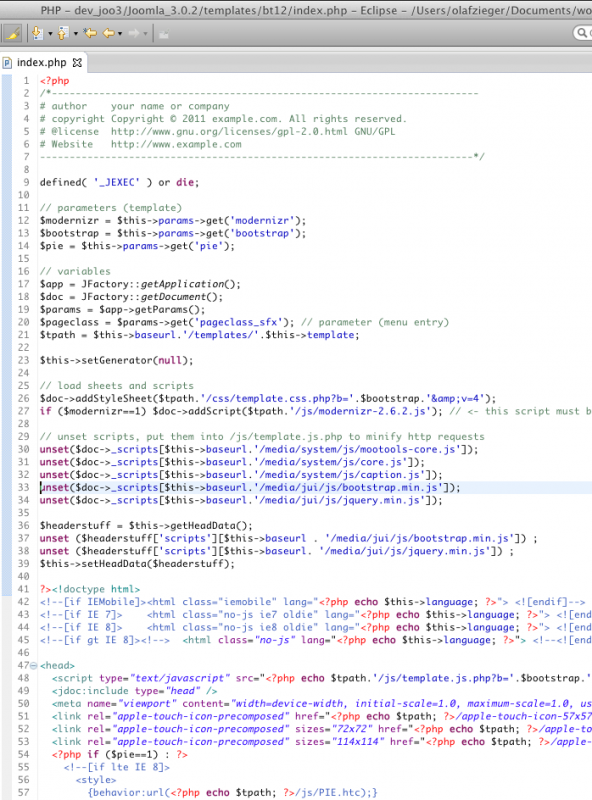 PHP - dev_joo3/Joomla_3.0.2/templates/bt12/index.php - Eclipse - /Users/olafzieger/Documents/wo
index.php
1 <?php
2 /*---------------------------------------------------------------------
3 # author    your name or company
4 # copyright Copyright © 2011 example.com. All rights reserved.
5 # @license  http://www.gnu.org/licenses/gpl-2.0.html GNU/GPL
6 # Website   http://www.example.com
7 -----------------------------------------------------------------------*/
8
9 defined( '_JEXEC' ) or die;
10
11 // parameters (template)
12 $modernizr = $this->params->get('modernizr');
13 $bootstrap = $this->params->get('bootstrap');
14 $pie = $this->params->get('pie');
15
16 // variables
17 $app = JFactory::getApplication();
18 $doc = JFactory::getDocument();
19 $params = $app->getParams();
20 $pageclass = $params->get('pageclass_sfx'); // parameter (menu entry)
21 $tpath = $this->baseurl.'/templates/'.$this->template;
22
23 $this->setGenerator(null);
24
25 // load sheets and scripts
26 $doc->addStyleSheet($tpath.'/css/template.css.php?b='.$bootstrap.'&amp;v=4');
27 if ($modernizr==1) $doc->addScript($tpath.'/js/modernizr-2.6.2.js'); // <- this script must b
28
29 // unset scripts, put them into /js/template.js.php to minify http requests
30 unset($doc->_scripts[$this->baseurl.'/media/system/js/mootools-core.js']);
31 unset($doc->_scripts[$this->baseurl.'/media/system/js/core.js']);
32 unset($doc->_scripts[$this->baseurl.'/media/system/js/caption.js']);
33 unset($doc->_scripts[$this->baseurl.'/media/jui/js/bootstrap.min.js']);
34 unset($doc->_scripts[$this->baseurl.'/media/jui/js/jquery.min.js']);
35
36 $headerstuff = $this->getHeadData();
37 unset ($headerstuff['scripts'][$this->baseurl . '/media/jui/js/bootstrap.min.js']) ;
38 unset ($headerstuff['scripts'][$this->baseurl. '/media/jui/js/jquery.min.js']) ;
39 $this->setHeadData($headerstuff);
40
41 ?><!doctype html>
42 <!--[if IEMobile]><html class="iemobile" lang="<?php echo $this->language; ?>"> <![endif]-->
43 <!--[if IE 7]>    <html class="no-js ie7 oldie" lang="<?php echo $this->language; ?>"> <![end
44 <!--[if IE 8]>    <html class="no-js ie8 oldie" lang="<?php echo $this->language; ?>"> <![end
45 <!--[if gt IE 8]><!-->  <html class="no-js" lang="<?php echo $this->language; ?>"> <!--<![end
46
47 <head>
48 <script type="text/javascript" src="<?php echo $tpath.'/js/template.js.php?b='.$bootstrap.'
49 <jdoc:include type="head" />
50 <meta name="viewport" content="width=device-width, initial-scale=1.0, maximum-scale=1.0, us
51 <link rel="apple-touch-icon-precomposed" href="<?php echo $tpath; ?>/apple-touch-icon-57x57
52 <link rel="apple-touch-icon-precomposed" sizes="72x72" href="<?php echo $tpath; ?>/apple-to
53 <link rel="apple-touch-icon-precomposed" sizes="114x114" href="<?php echo $tpath; ?>/apple-
54 <?php if ($pie==1) : ?>
55 <!--[if lte IE 8]>
56 <style>
57 {behavior:url(<?php echo $tpath; ?>/js/PIE.htc);}